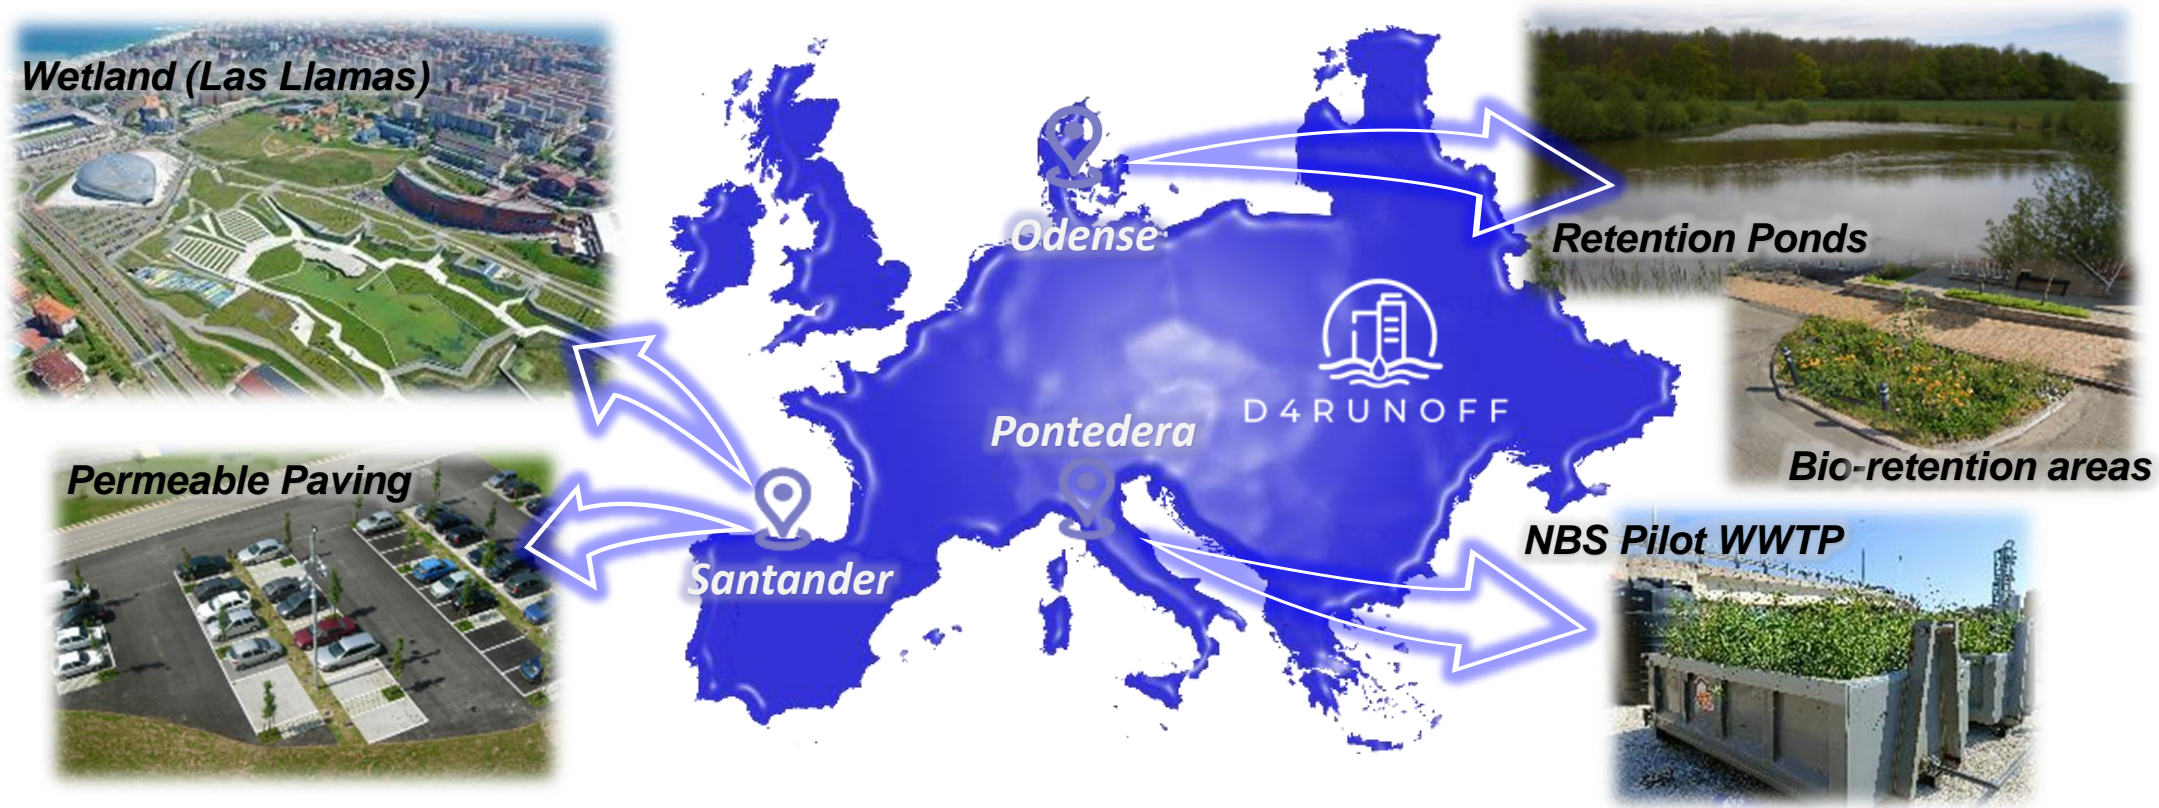 Wetland (Las Llamas)
Odense
Retention Ponds
D4RUNOFF
Pontedera
Permeable Paving
Bio-retention areas
NBS Pilot WWTP
Santander